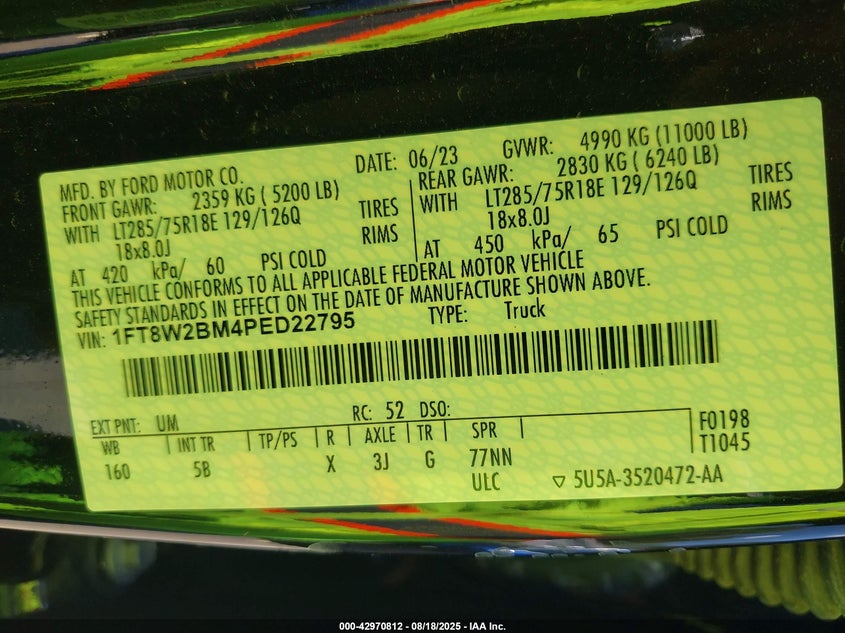 MFD. BY FORD MOTOR CO. DATE: 06/23 GVWR: 4990 KG (11000 LB)
FRONT GAWR: 2359 KG ( 5200 LB)
WITH LT285/75R18E 129/126Q TIRES
18x8.0J RIMS
AT 420 kPa/ 60 PSI COLD
REAR GAWR: 2830 KG ( 6240 LB)
WITH LT285/75R18E 129/126Q TIRES
18x8.0J RIMS
AT 450 kPa/ 65 PSI COLD
THIS VEHICLE CONFORMS TO ALL APPLICABLE FEDERAL MOTOR VEHICLE
SAFETY STANDARDS IN EFFECT ON THE DATE OF MANUFACTURE SHOWN ABOVE.
VIN: 1FT8W2BM4PED22795 TYPE: Truck
EXT PNT: UM RC: 52 DSO:
WB INT TR TP/PS R AXLE TR SPR
160 5B X 3J G 77NN
ULC
F0198
T1045
▽ 5U5A-3520472-AA
000-42970812 - 08/18/2025 - IAA Inc.